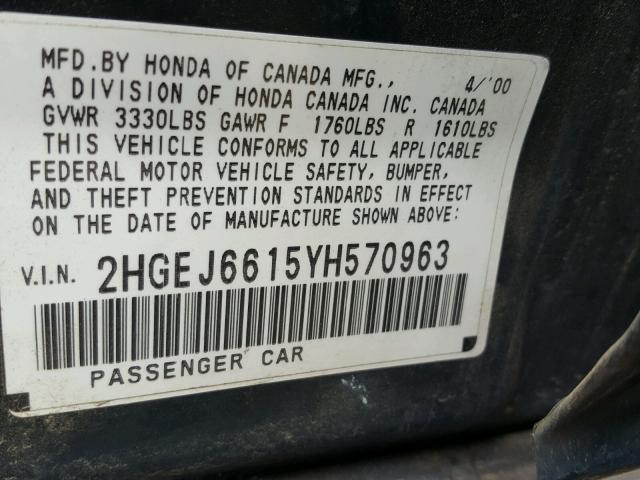 MFD.BY HONDA OF CANADA MFG., 4/'00
A DIVISION OF HONDA CANADA INC. CANADA
GVWR 3330LBS GAWR F 1760LBS R 1610LBS
THIS VEHICLE CONFORMS TO ALL APPLICABLE
FEDERAL MOTOR VEHICLE SAFETY, BUMPER,
AND THEFT PREVENTION STANDARDS IN EFFECT
ON THE DATE OF MANUFACTURE SHOWN ABOVE:
V.I.N. 2HGEJ6615YH570963
PASSENGER CAR